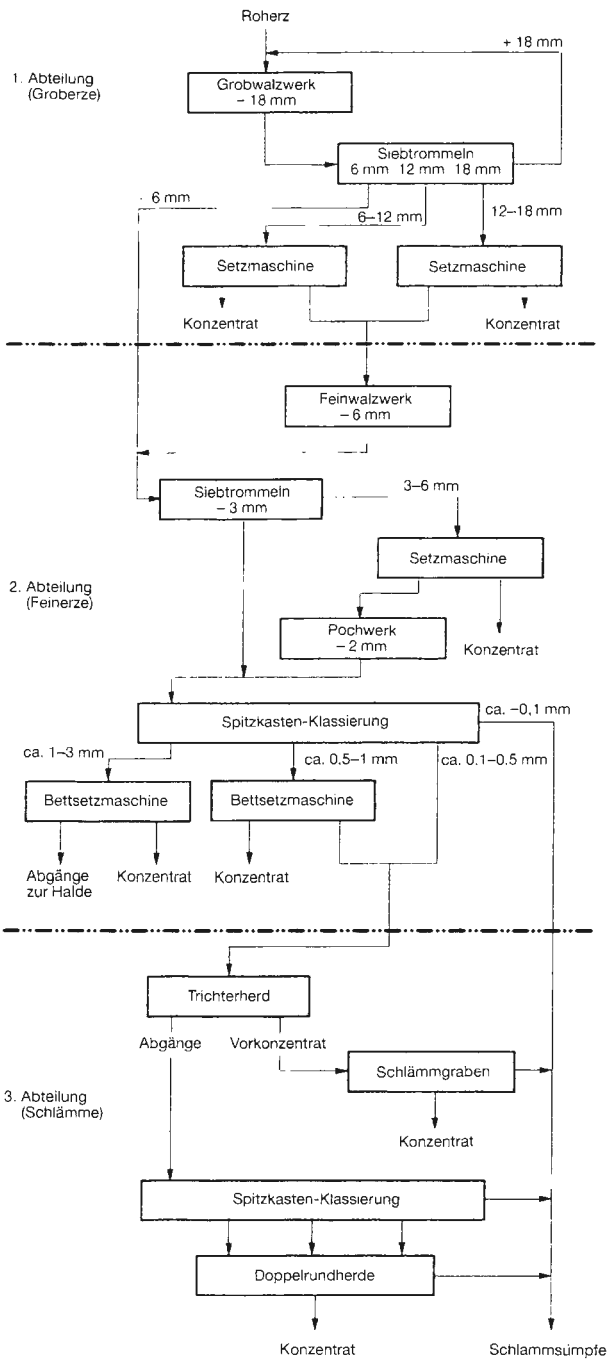 Roherz
+ 18 mm
1. Abteilung
(Groberze)
Grobwalzwerk
– 18 mm
Siebtrommeln
6 mm 12 mm 18 mm
- 6 mm
6–12 mm
12–18 mm
Setzmaschine
Setzmaschine
Konzentrat
Konzentrat
Feinwalzwerk
– 6 mm
Siebtrommeln
– 3 mm
3–6 mm
Setzmaschine
2. Abteilung
(Feinerze)
Pochwerk
– 2 mm
Konzentrat
Spitzkasten-Klassierung
ca. –0,1 mm
ca. 1–3 mm
ca. 0.5–1 mm
ca. 0.1–0.5 mm
Bettsetzmaschine
Bettsetzmaschine
Abgänge
zur Halde
Konzentrat
Konzentrat
Trichterherd
Abgänge
Vorkonzentrat
Schlämmgraben
3. Abteilung
(Schlämme)
Konzentrat
Spitzkasten-Klassierung
Doppelrundherde
Konzentrat
Schlammsümpfe